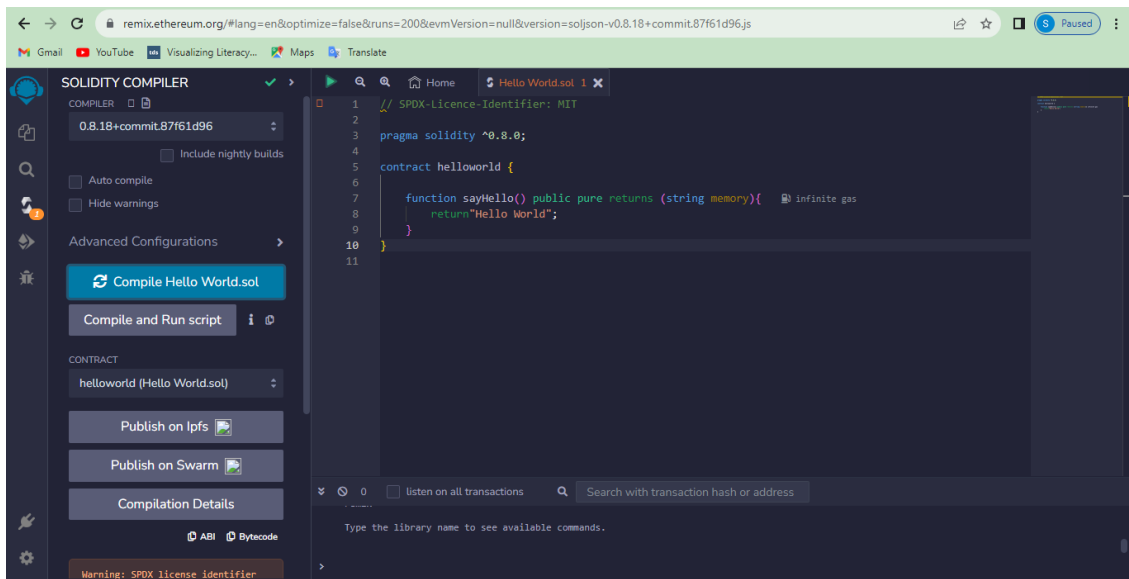 remix.ethereum.org/#lang=en&optimize=false&runs=200&evmVersion=null&version=soljson-v0.8.18+commit.87f61d96.js
S Paused
Gmail YouTube tds Visualizing Literacy... Maps Translate
SOLIDITY COMPILER
Home Hello World.sol 1
COMPILER
0.8.18+commit.87f61d96
Include nightly builds
Auto compile
Hide warnings
Advanced Configurations
Compile Hello World.sol
Compile and Run script i
CONTRACT
helloworld (Hello World.sol)
Publish on Ipfs
Publish on Swarm
Compilation Details
ABI Bytecode
Warning: SPDX license identifier
1
1 // SPDX-Licence-Identifier: MIT
2
3 pragma solidity ^0.8.0;
4
5 contract helloworld {
6
7 function sayHello() public pure returns (string memory){ infinite gas
8 return"Hello World";
9 }
10 }
11
0 listen on all transactions Search with transaction hash or address
Type the library name to see available commands.
>